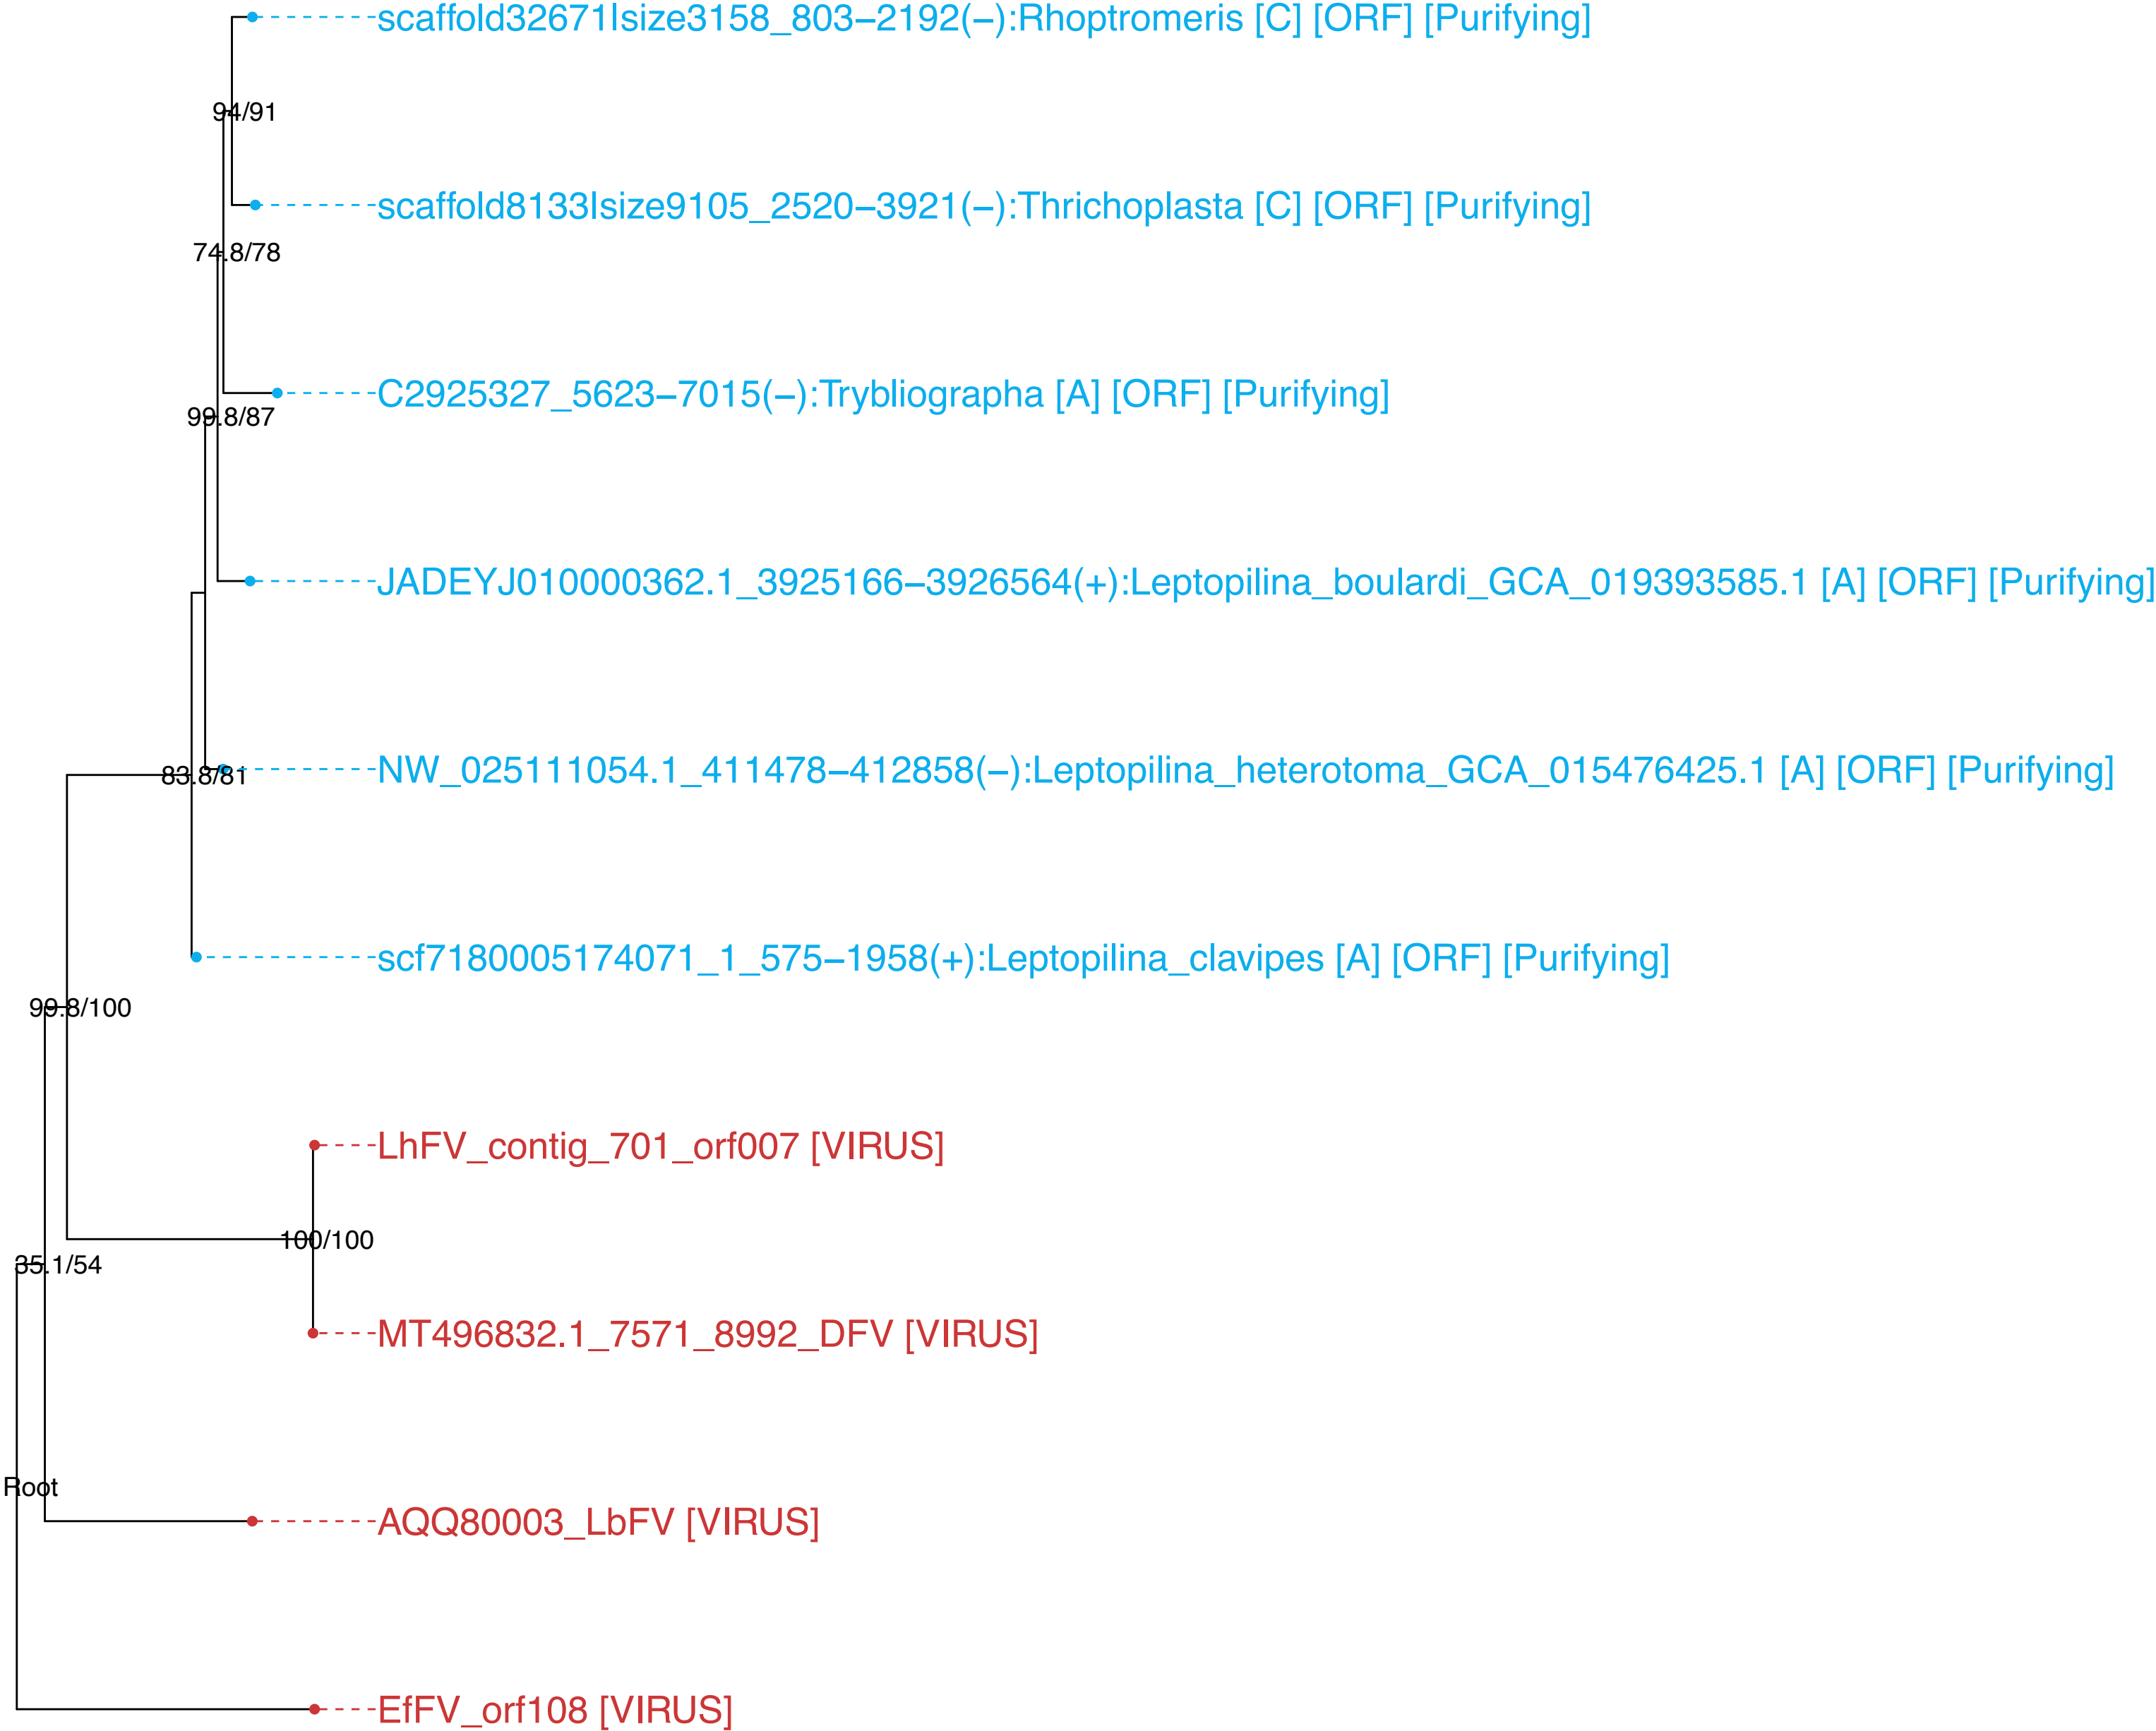 scaffold32671lsize3158_803−2192(−):Rhoptromeris [C] [ORF] [Purifying]
94/91
scaffold8133lsize9105_2520−3921(−):Thrichoplasta [C] [ORF] [Purifying]
74.8/78
C2925327_5623−7015(−):Trybliographa [A] [ORF] [Purifying]
99.8/87
JADEYJ010000362.1_3925166−3926564(+):Leptopilina_boulardi_GCA_019393585.1 [A] [ORF] [Purifying]
NW_025111054.1_411478−412858(−):Leptopilina_heterotoma_GCA_015476425.1 [A] [ORF] [Purifying]
83.8/81
scf7180005174071_1_575−1958(+):Leptopilina_clavipes [A] [ORF] [Purifying]
99.8/100
LhFV_contig_701_orf007 [VIRUS]
100/100
35.1/54
MT496832.1_7571_8992_DFV [VIRUS]
Root
AQQ80003_LbFV [VIRUS]
EfFV_orf108 [VIRUS]